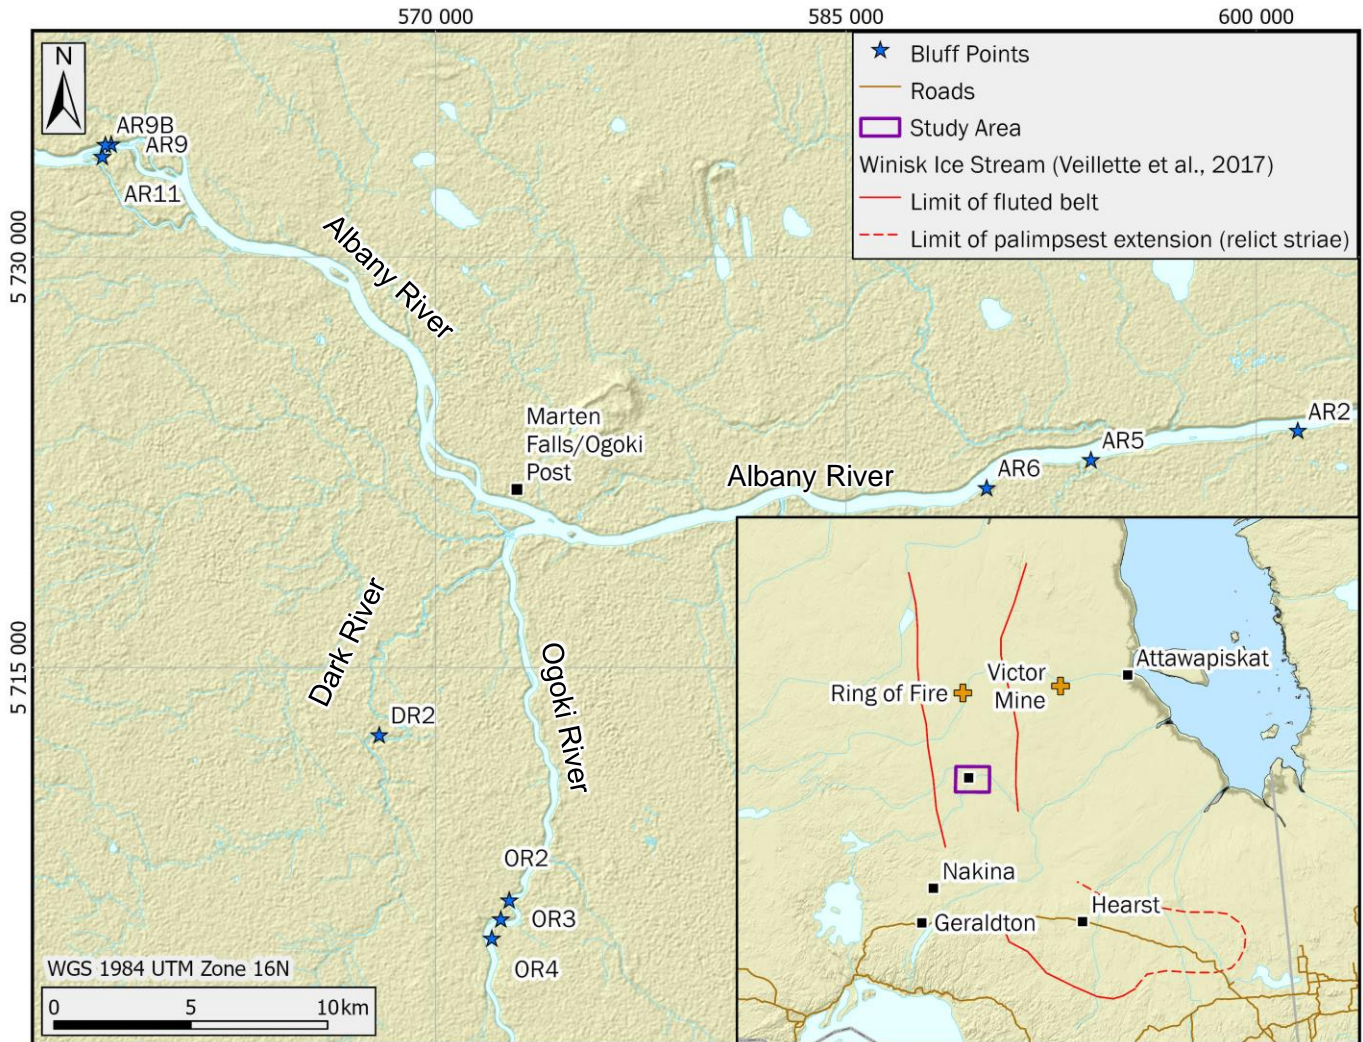 570 000
585 000
600 000
N
Bluff Points
Roads
Study Area
Winisk Ice Stream (Veillette et al., 2017)
Limit of fluted belt
Limit of palimpsest extension (relict striae)
AR9B
AR9
AR11
5 730 000
Albany River
Marten
Falls/Ogoki
Post
Albany River
AR6
AR5
AR2
Dark River
Ogoki River
5 715 000
DR2
OR2
OR3
OR4
Attawapiskat
Victor
Mine
Ring of Fire
Nakina
Geraldton
Hearst
WGS 1984 UTM Zone 16N
0 5 10km